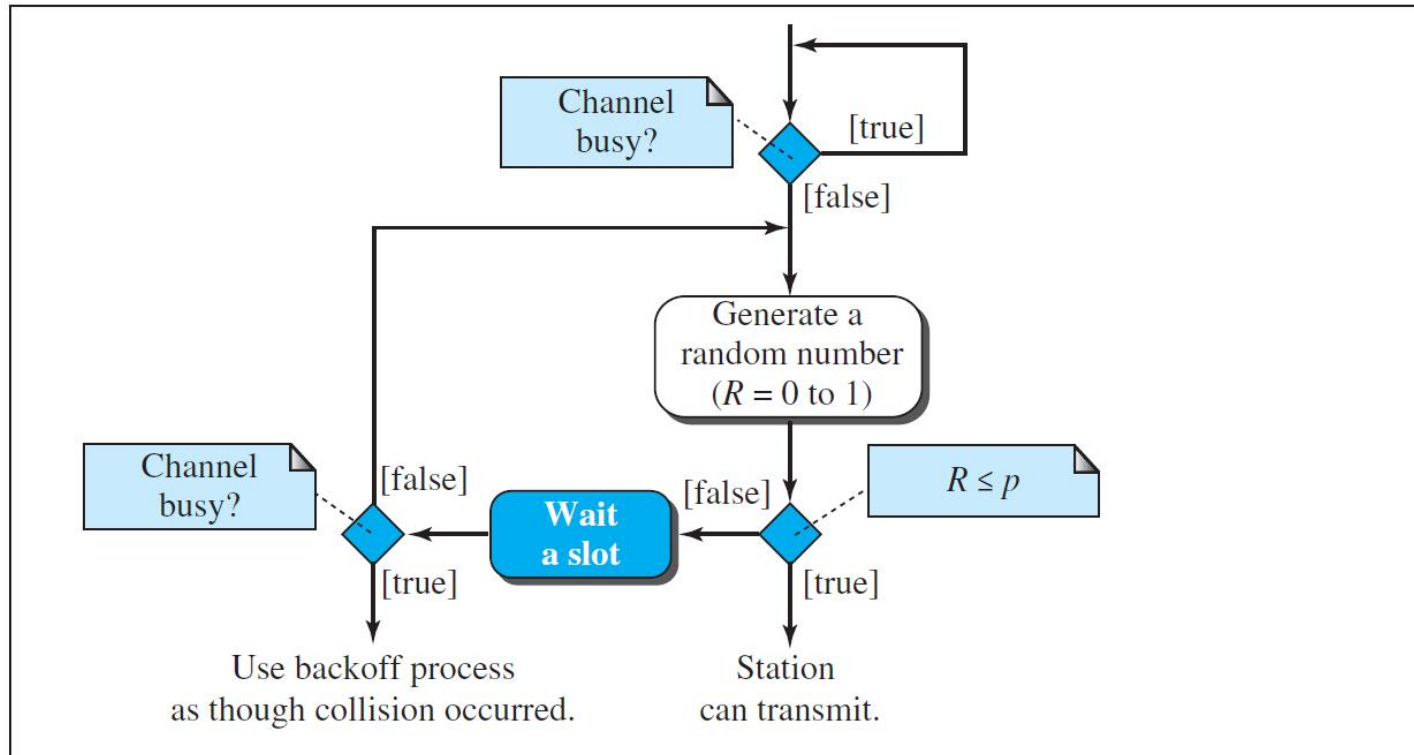 Channel
busy?
[true]
[false]
Generate a
random number
(R = 0 to 1)
Channel
busy?
[false]
Wait
a slot
[false]
R ≤ p
[true]
[true]
Use backoff process
as though collision occurred.
Station
can transmit.